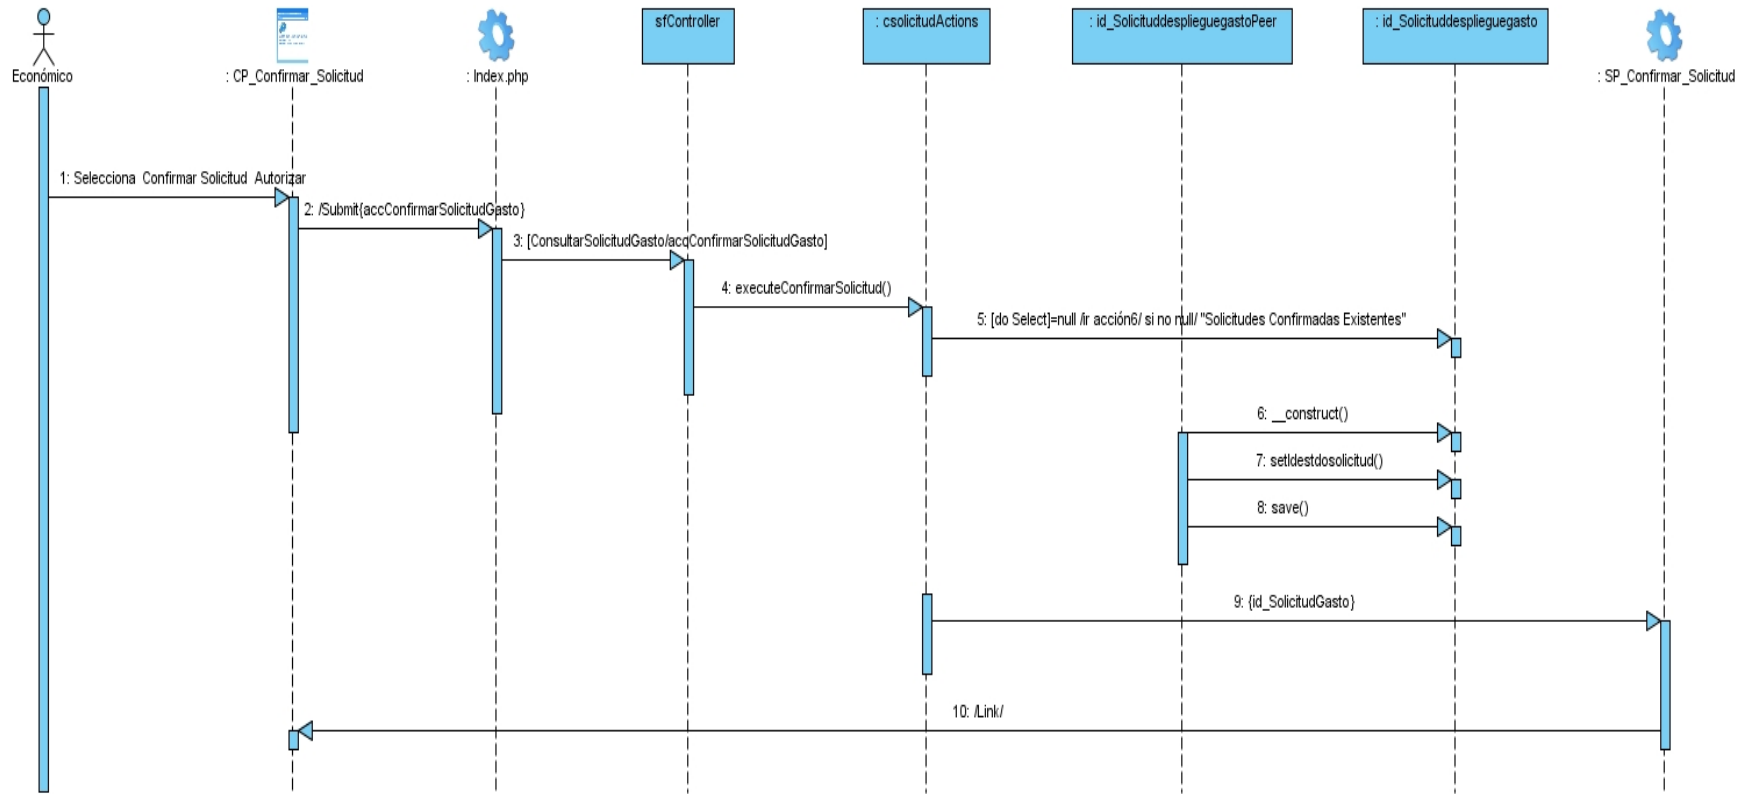 sfController
: csolicitudActions
: id_SolicituddesplieguegastoPeer
: id_Solicituddesplieguegasto
Económico
: CP_Confirmar_Solicitud
: Index.php
: SP_Confirmar_Solicitud
1: Selecciona Confirmar Solicitud Autorizar
2: /Submit{accConfirmarSolicitudGasto}
3: [ConsultarSolicitudGasto/accConfirmarSolicitudGasto]
4: executeConfirmarSolicitud()
5: [do Select]=null /ir acción6/ si no null/ "Solicitudes Confirmadas Existentes"
6: __construct()
7: setIdestdosolicitud()
8: save()
9: {id_SolicitudGasto}
10: /Link/